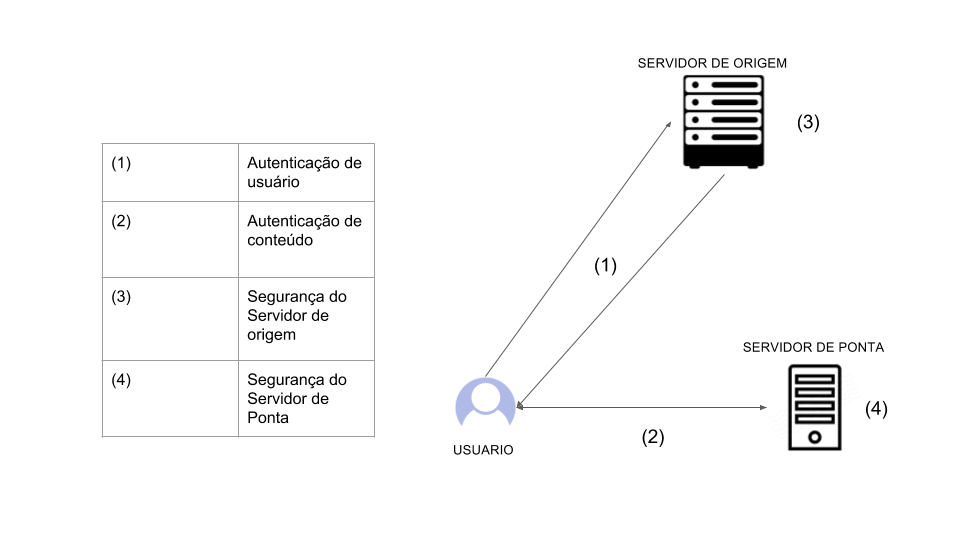 (1)
Autenticação de
usuário
(2)
Autenticação de
conteúdo
(3)
Segurança do
Servidor de
origem
(4)
Segurança do
Servidor de
Ponta
SERVIDOR DE ORIGEM
(3)
(1)
SERVIDOR DE PONTA
(4)
(2)
USUARIO